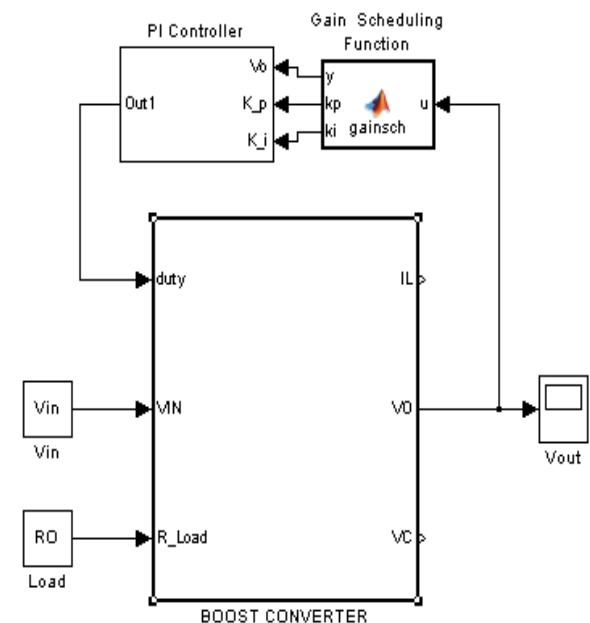 Gain Scheduling
Function
PI Controller
Vo
K_p
K_i
Out1
y
kp
ki
gainsch
u
duty
IL
Vin
VIN
VO
Vin
Vout
RO
R_Load
VC
Load
BOOST CONVERTER